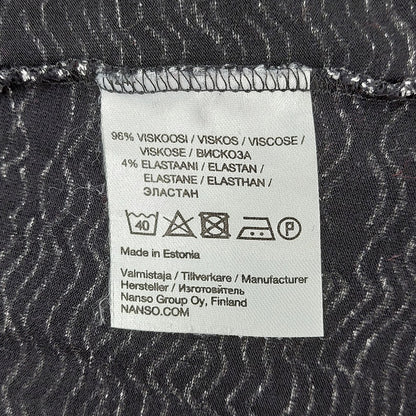 96% VISKOOSI / VISKOS / VISCOSE /
VISKOSE / ВИСКОЗА
4% ELASTAANI / ELASTAN /
ELASTANE / ELASTHAN /
ЭЛАСТАН
40 P
Made in Estonia
Valmistaja / Tillverkare / Manufacturer
Hersteller / Изготовитель
Nanso Group Oy, Finland
NANSO.COM